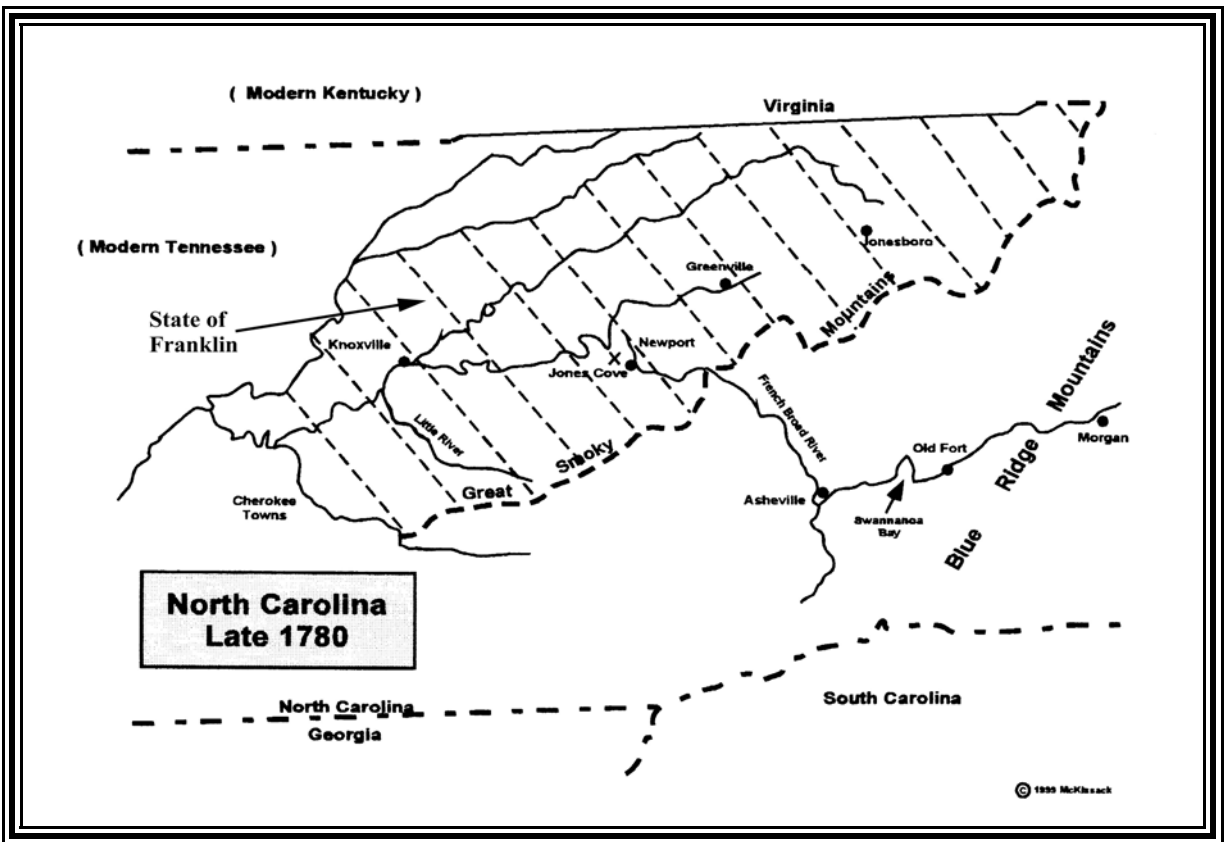 ( Modern Kentucky )
Virginia
( Modern Tennessee )
Jonesboro
Greenville
Mountains
State of
Franklin
Knoxville
Newport
Jones Cove
French Broad River
Little River
Smoky
Great
Mountains
Ridge
Blue
Morgan
Old Fort
Asheville
Swannanoa
Bay
Cherokee
Towns
North Carolina
Late 1780
North Carolina
Georgia
South Carolina
© 1999 McKissack